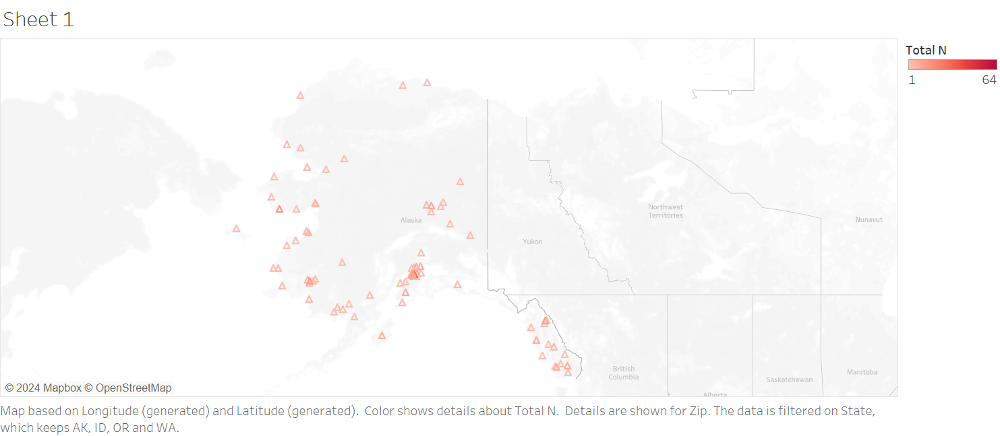 Sheet 1
Total N
1 64
Alaska
Yukon
Northwest
Territories
Nunavut
British
Columbia
Alberta
Saskatchewan
Manitoba
© 2024 Mapbox © OpenStreetMap
Map based on Longitude (generated) and Latitude (generated).  Color shows details about Total N.  Details are shown for Zip. The data is filtered on State,
which keeps AK, ID, OR and WA.